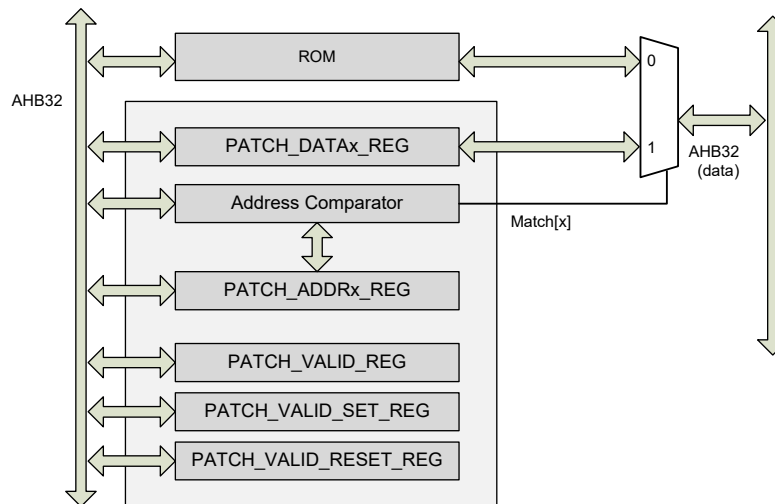 ROM
0
AHB32
PATCH_DATAx_REG
1
AHB32
(data)
Address Comparator
Match[x]
PATCH_ADDRx_REG
PATCH_VALID_REG
PATCH_VALID_SET_REG
PATCH_VALID_RESET_REG